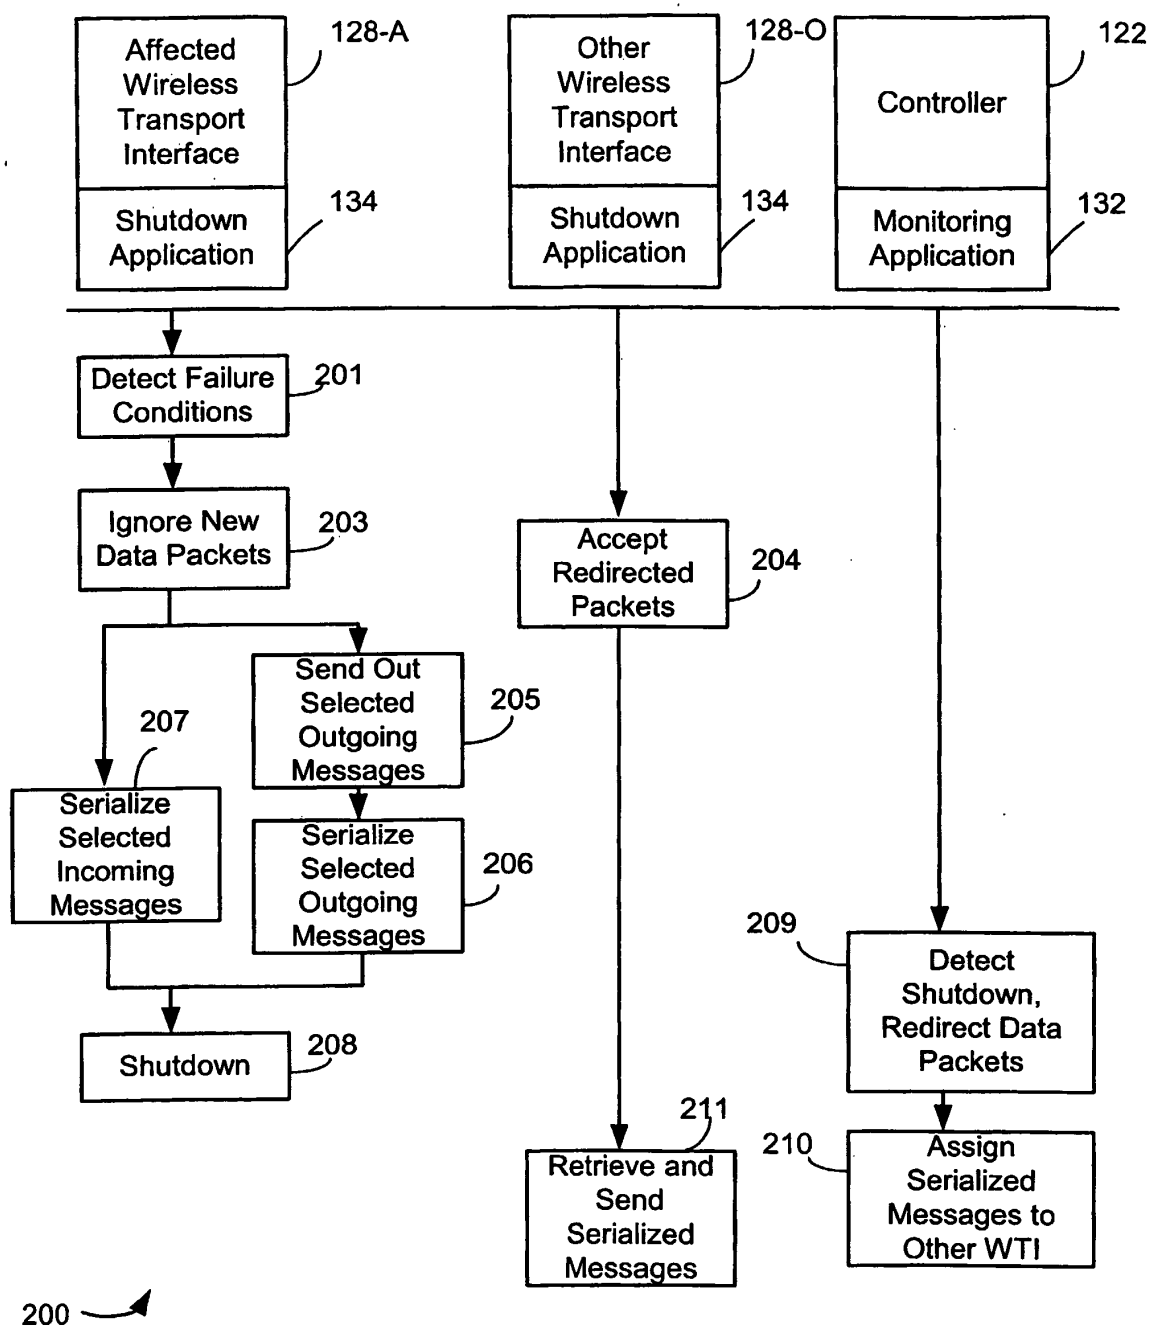 Affected
Wireless
Transport
Interface
128-A
Shutdown
Application
134
Other
Wireless
Transport
Interface
128-O
Shutdown
Application
134
Controller
122
Monitoring
Application
132
Detect Failure
Conditions
201
Ignore New
Data Packets
203
Accept
Redirected
Packets
204
Send Out
Selected
Outgoing
Messages
205
207
Serialize
Selected
Incoming
Messages
Serialize
Selected
Outgoing
Messages
206
209
Detect
Shutdown,
Redirect Data
Packets
Shutdown
208
211
Retrieve and
Send
Serialized
Messages
210
Assign
Serialized
Messages to
Other WTI
200